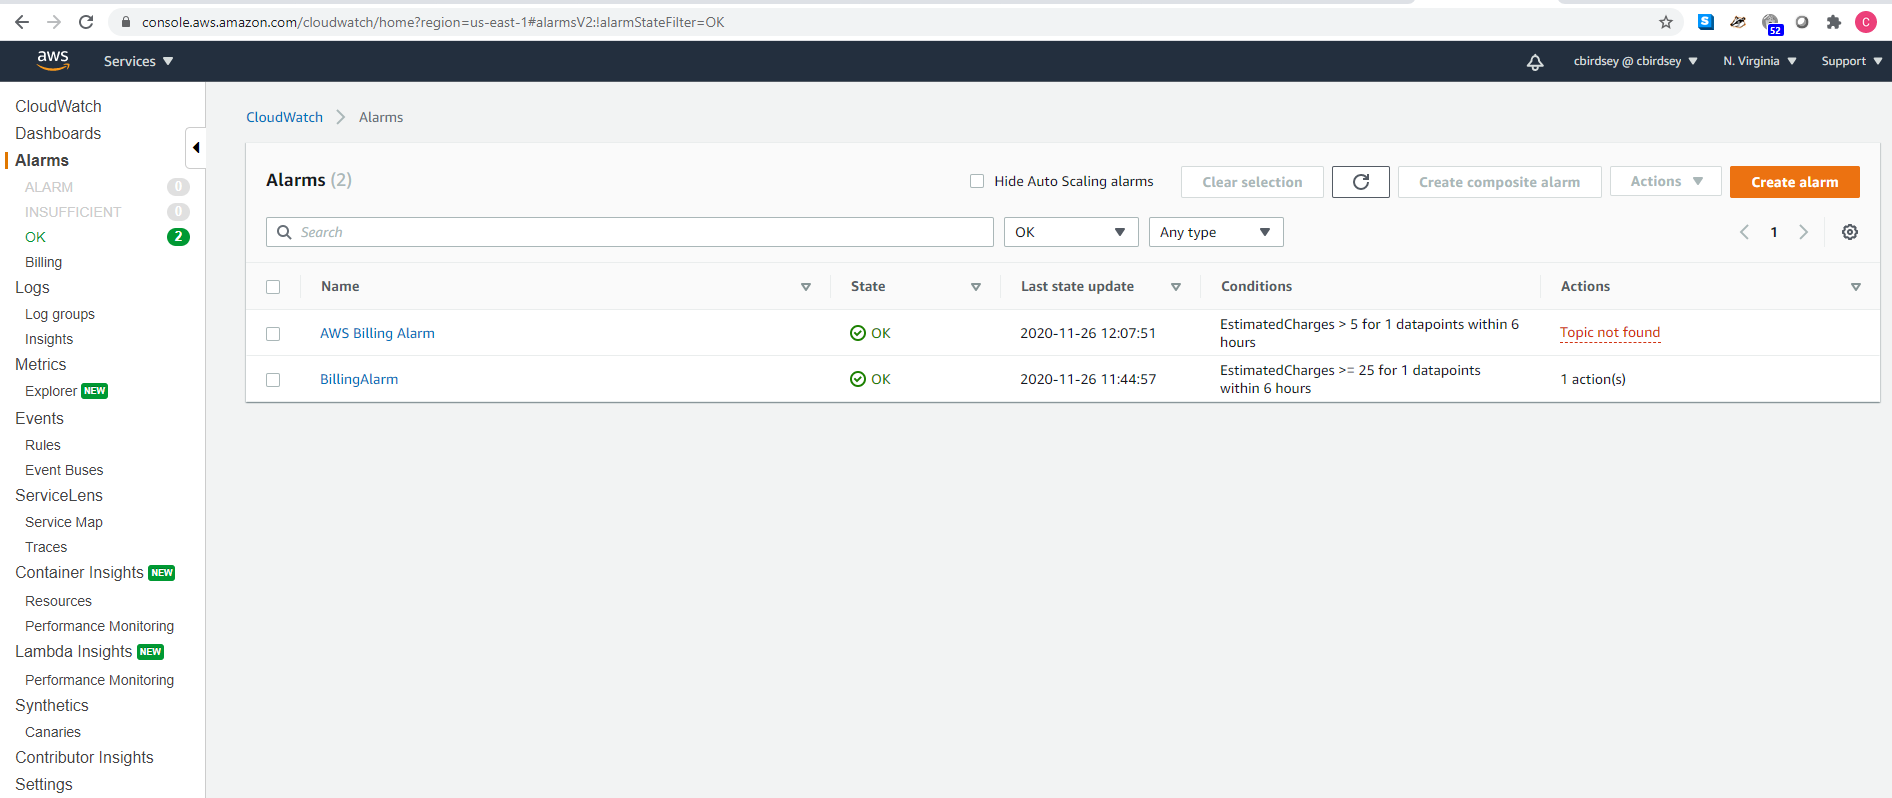 console.aws.amazon.com/cloudwatch/home?region=us-east-1#alarmsV2:!alarmStateFilter=OK
S
52
C
aws
Services
cbirdsey @ cbirdsey
N. Virginia
Support
CloudWatch
Dashboards
Alarms
ALARM 0
INSUFFICIENT 0
OK 2
Billing
Logs
Log groups
Insights
Metrics
Explorer NEW
Events
Rules
Event Buses
ServiceLens
Service Map
Traces
Container Insights NEW
Resources
Performance Monitoring
Lambda Insights NEW
Performance Monitoring
Synthetics
Canaries
Contributor Insights
Settings
CloudWatch > Alarms
Alarms (2)
Hide Auto Scaling alarms
Clear selection
Create composite alarm
Actions
Create alarm
Search
OK
Any type
1
Name State Last state update Conditions Actions
AWS Billing Alarm OK 2020-11-26 12:07:51 EstimatedCharges > 5 for 1 datapoints within 6
hours
Topic not found
BillingAlarm OK 2020-11-26 11:44:57 EstimatedCharges >= 25 for 1 datapoints
within 6 hours
1 action(s)